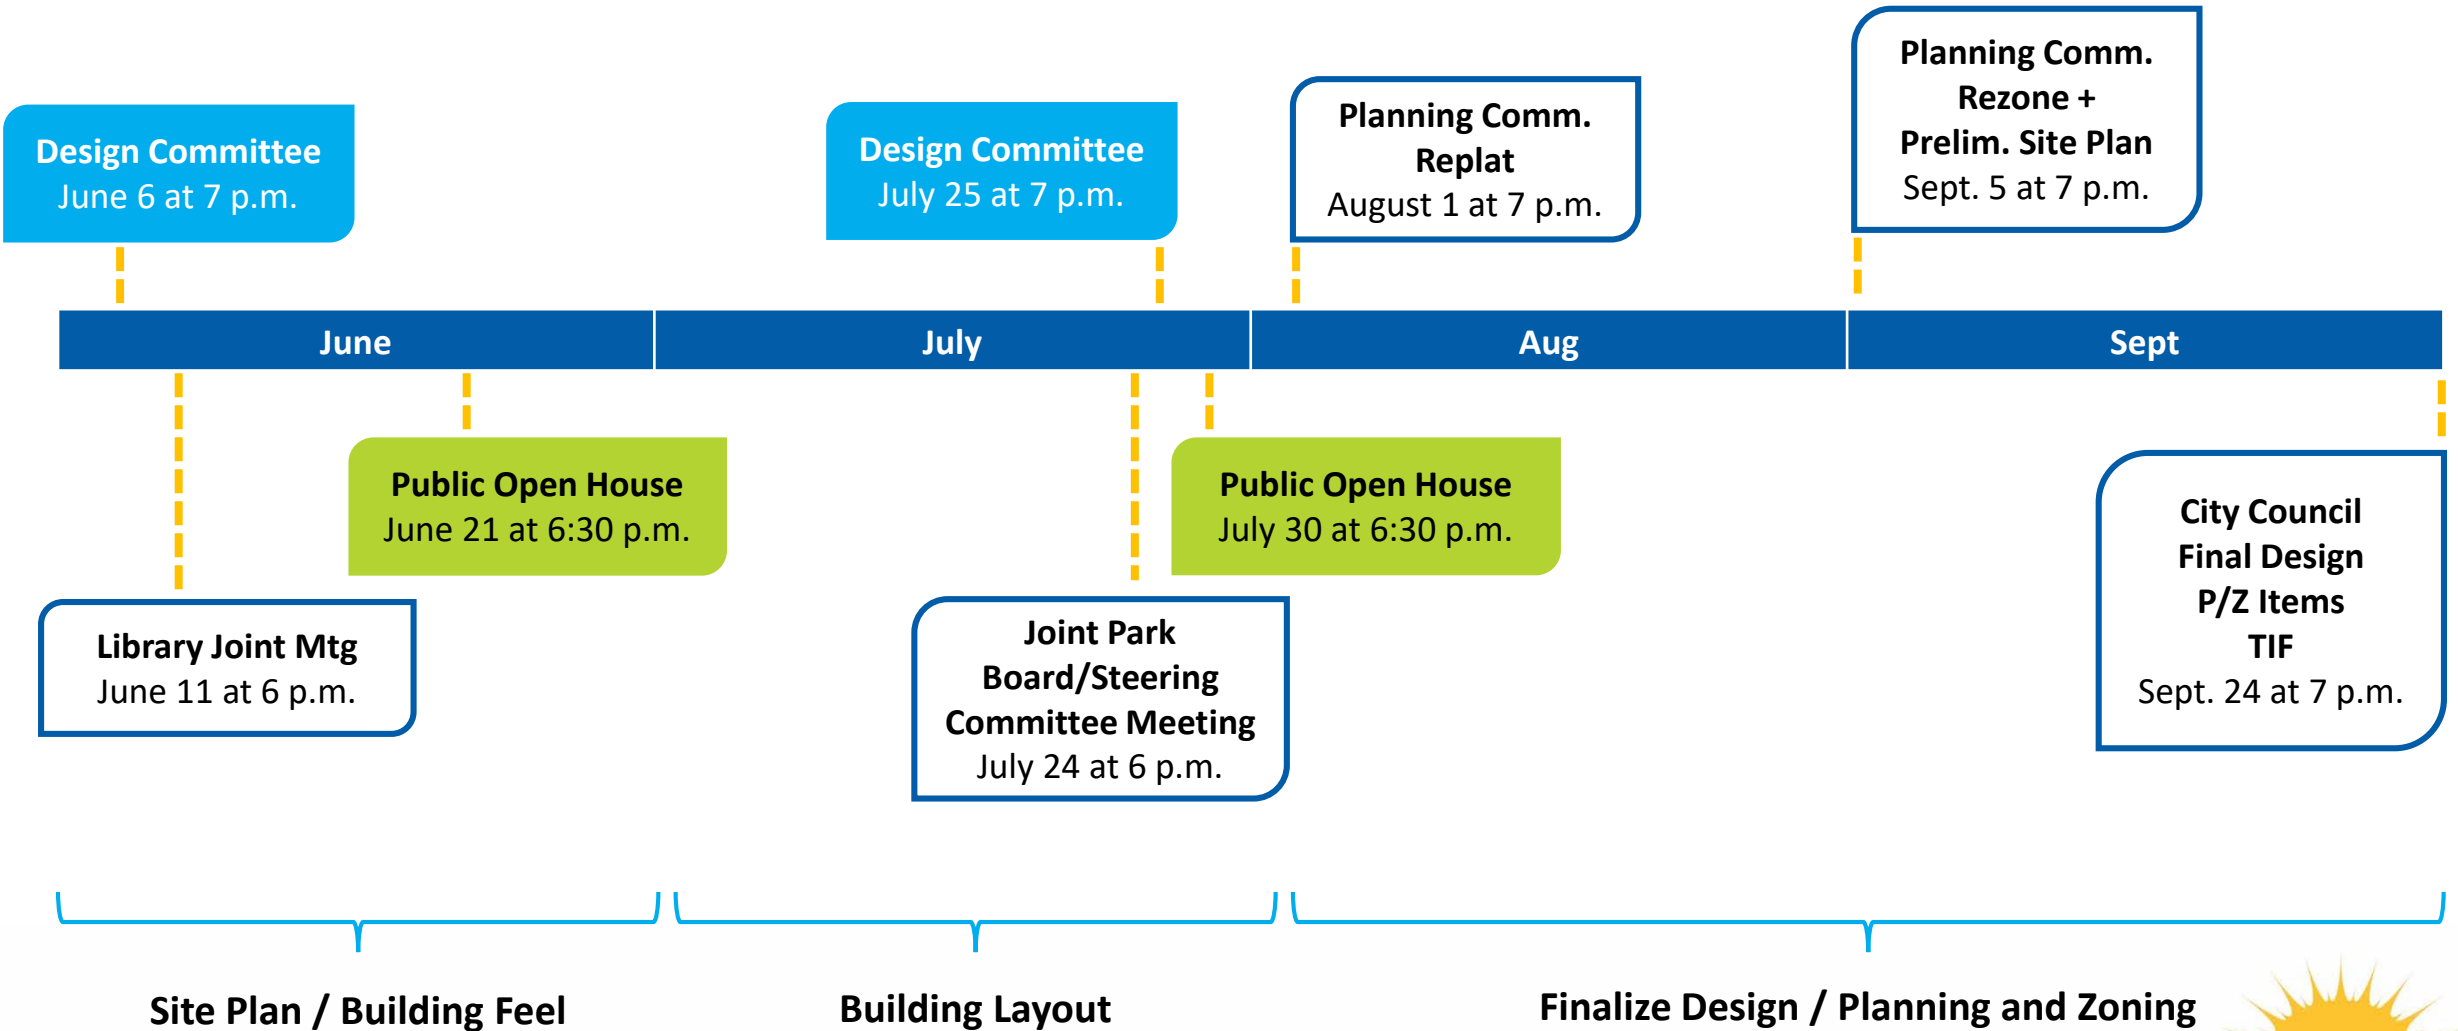 Design Committee
June 6 at 7 p.m.
Design Committee
July 25 at 7 p.m.
Planning Comm.
Replat
August 1 at 7 p.m.
Planning Comm.
Rezone +
Prelim. Site Plan
Sept. 5 at 7 p.m.
June
July
Aug
Sept
Library Joint Mtg
June 11 at 6 p.m.
Public Open House
June 21 at 6:30 p.m.
Joint Park
Board/Steering
Committee Meeting
July 24 at 6 p.m.
Public Open House
July 30 at 6:30 p.m.
City Council
Final Design
P/Z Items
TIF
Sept. 24 at 7 p.m.
Site Plan / Building Feel
Building Layout
Finalize Design / Planning and Zoning